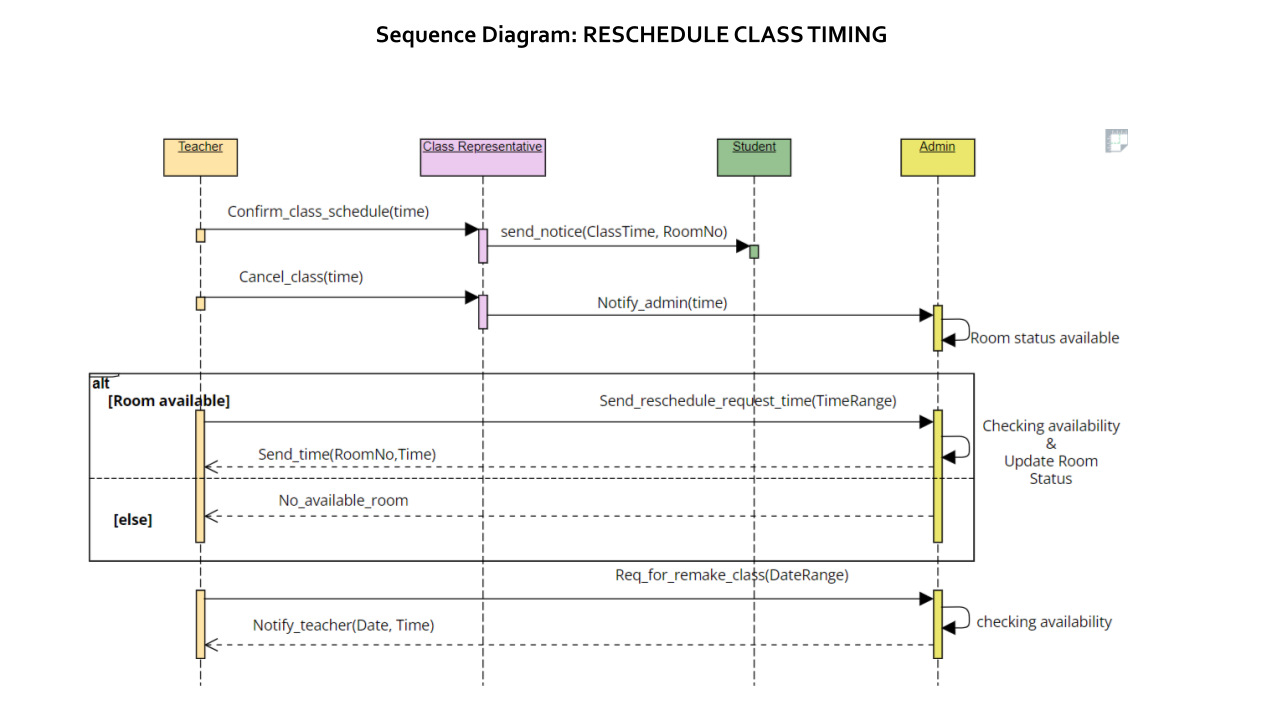 Sequence Diagram: RESCHEDULE CLASS TIMING
Teacher
Class Representative
Student
Admin
Confirm_class_schedule(time)
send_notice(ClassTime, RoomNo)
Cancel_class(time)
Notify_admin(time)
Room status available
alt
[Room available]
Send_reschedule_request_time(TimeRange)
Checking availability
&
Update Room
Status
Send_time(RoomNo,Time)
No_available_room
[else]
Req_for_remake_class(DateRange)
checking availability
Notify_teacher(Date, Time)